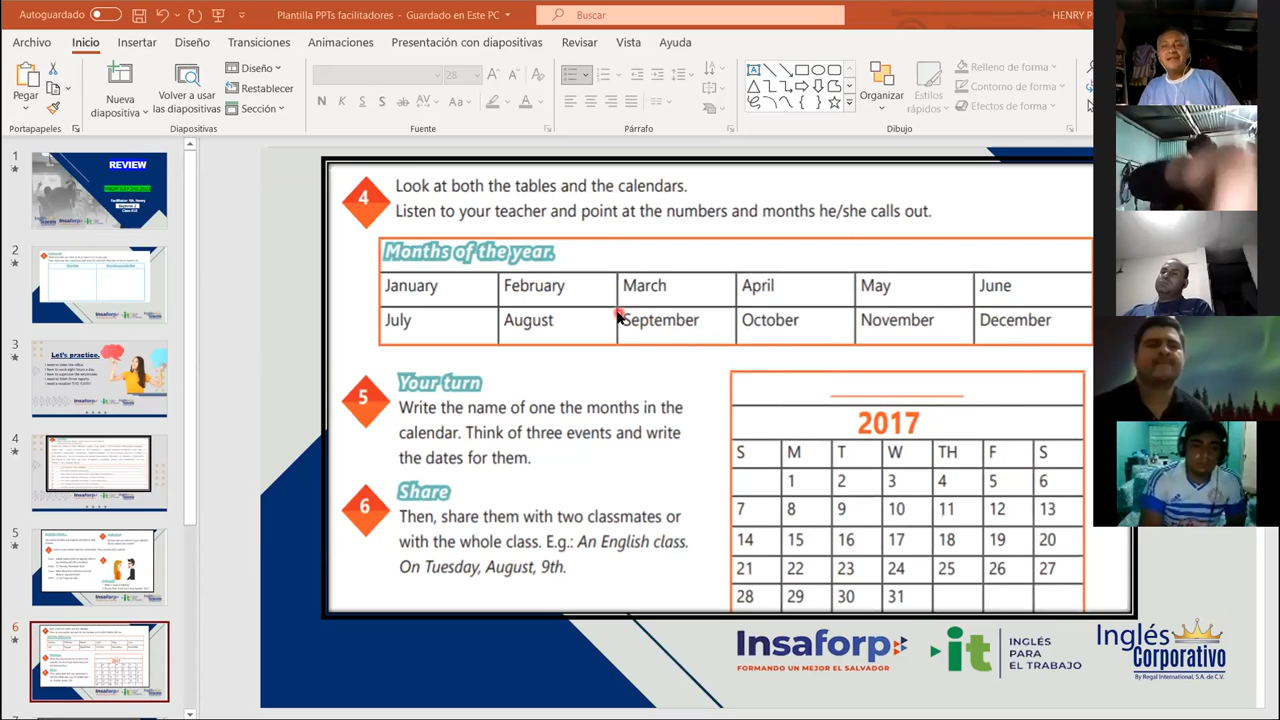 Autoguardado
Plantilla PPTs facilitadores - Guardado en Este PC
Buscar
HENRY P
Archivo Inicio Insertar Diseño Transiciones Animaciones Presentación con diapositivas Revisar Vista Ayuda
Pegar
Nueva diapositiva
Volver a usar las diapositivas
Diseño
Restablecer
Sección
28
Organizar
Estilos rápidos
Relleno de forma
Contorno de forma
Efectos de forma
Portapapeles Diapositivas Fuente Párrafo Dibujo
1
REVIEW
2
3
Let's practice.
4
5
6
4
Look at both the tables and the calendars.
Listen to your teacher and point at the numbers and months he/she calls out.
Months of the year.
January February March April May June
July August September October November December
5
Your turn
Write the name of one the months in the
calendar. Think of three events and write
the dates for them.
6
Share
Then, share them with two classmates or
with the whole class. E.g.: An English class.
On Tuesday, August, 9th.
2017
S M T W TH F S
1 2 3 4 5 6
7 8 9 10 11 12 13
14 15 16 17 18 19 20
21 22 23 24 25 26 27
28 29 30 31
Insaforp
FORMANDO UN MEJOR EL SALVADOR
it
INGLÉS
PARA
EL TRABAJO
Inglés
Corporativo
By Regal International, S.A. de C.V.